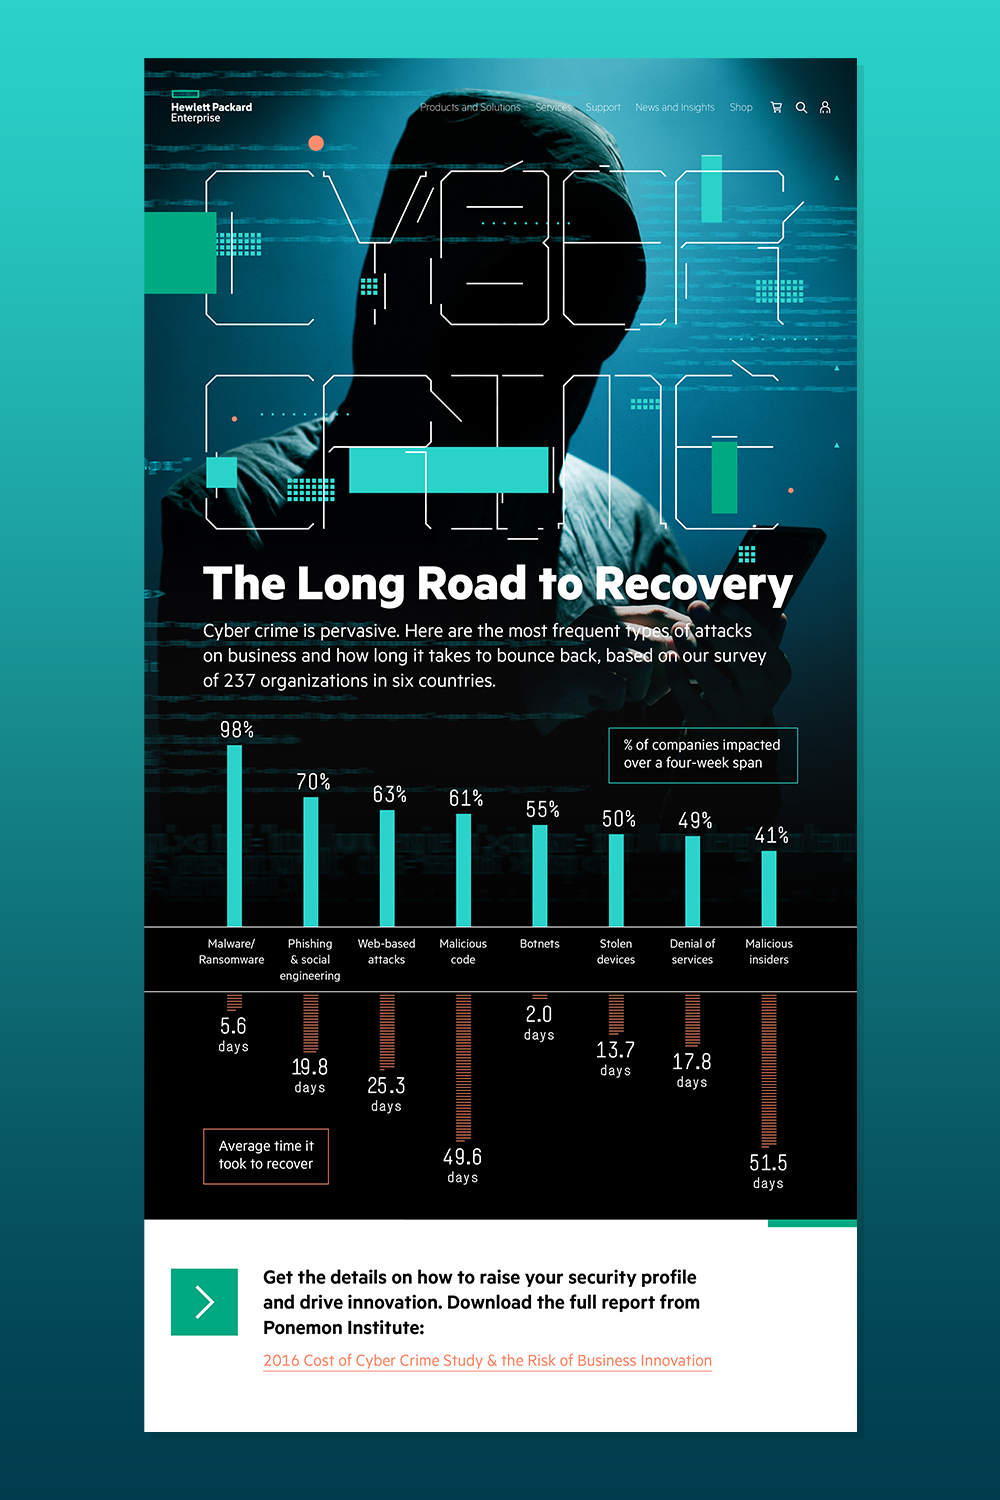 Hewlett Packard
Enterprise
Products and Solutions Services Support News and Insights Shop
CYBER
CRIME
The Long Road to Recovery
Cyber crime is pervasive. Here are the most frequent types of attacks
on business and how long it takes to bounce back, based on our survey
of 237 organizations in six countries.
% of companies impacted
over a four-week span
98%
70%
63%
61%
55%
50%
49%
41%
Malware/
Ransomware
Phishing
& social
engineering
Web-based
attacks
Malicious
code
Botnets
Stolen
devices
Denial of
services
Malicious
insiders
5.6
days
19.8
days
25.3
days
49.6
days
2.0
days
13.7
days
17.8
days
51.5
days
Average time it
took to recover
Get the details on how to raise your security profile
and drive innovation. Download the full report from
Ponemon Institute:
2016 Cost of Cyber Crime Study & the Risk of Business Innovation